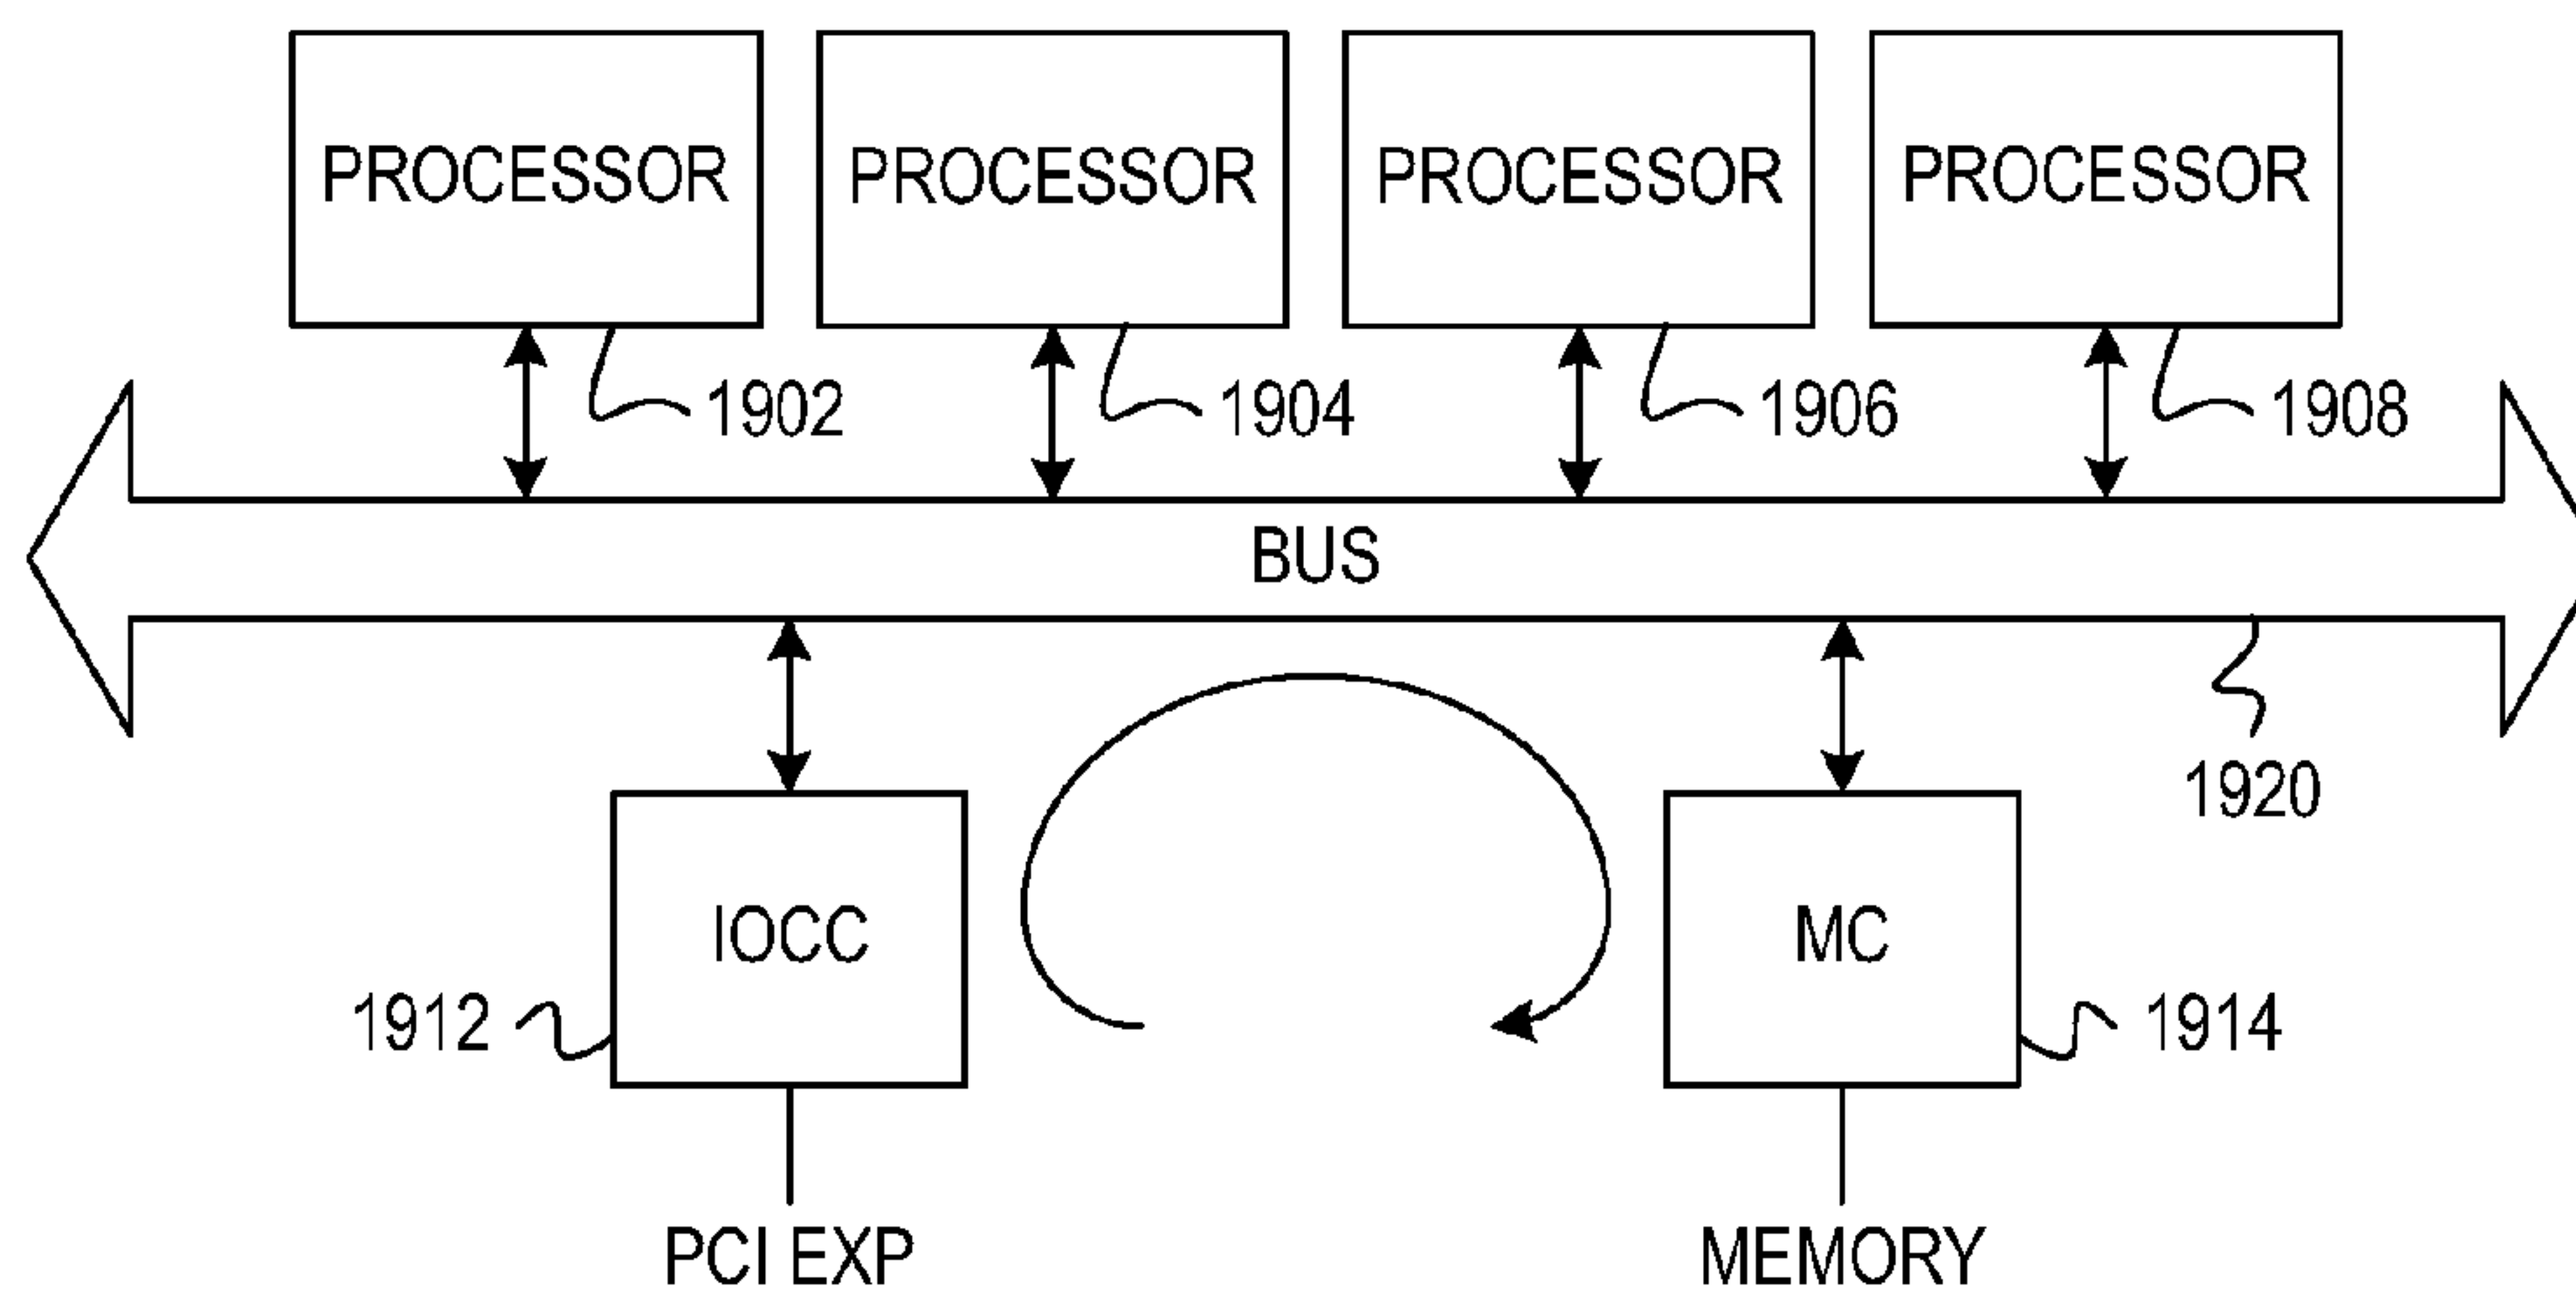 PROCESSOR PROCESSOR PROCESSOR PROCESSOR
1902 1904 1906 1908
BUS
1920
IOCC MC
1912 1914
PCI EXP MEMORY